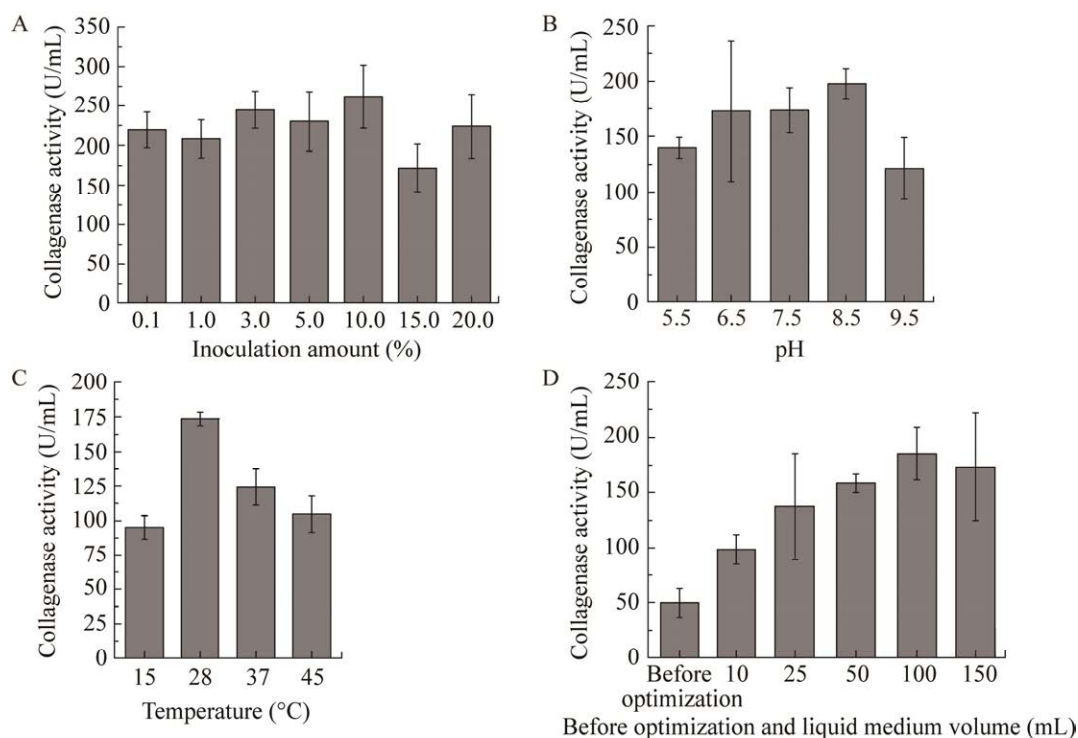 A
Collagenase activity (U/mL)
350
300
250
200
150
100
50
0
0.1 1.0 3.0 5.0 10.0 15.0 20.0
Inoculation amount (%)
B
Collagenase activity (U/mL)
250
200
150
100
50
0
5.5 6.5 7.5 8.5 9.5
pH
C
Collagenase activity (U/mL)
200
175
150
125
100
75
50
25
0
15 28 37 45
Temperature (°C)
D
Collagenase activity (U/mL)
250
200
150
100
50
0
Before 10 25 50 100 150
optimization
Before optimization and liquid medium volume (mL)